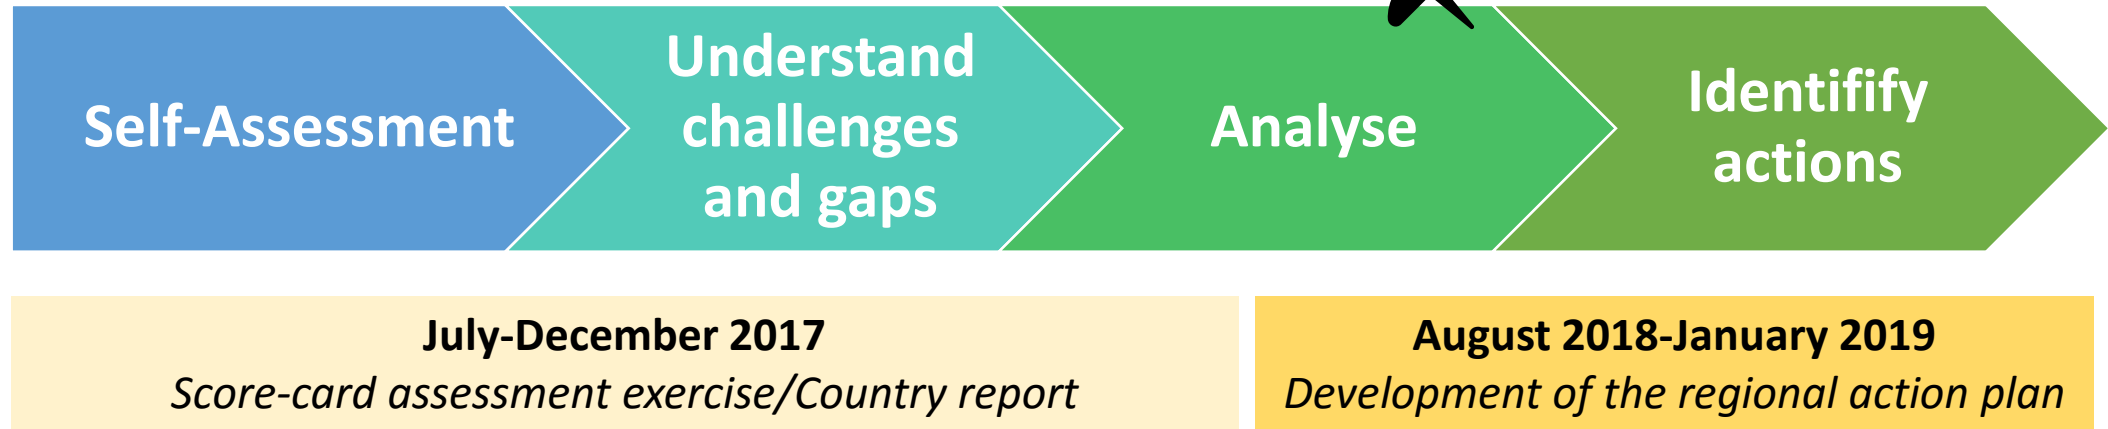 Self-Assessment
Understand
challenges
and gaps
Analyse
Identifify
actions
July-December 2017
Score-card assessment exercise/Country report
August 2018-January 2019
Development of the regional action plan